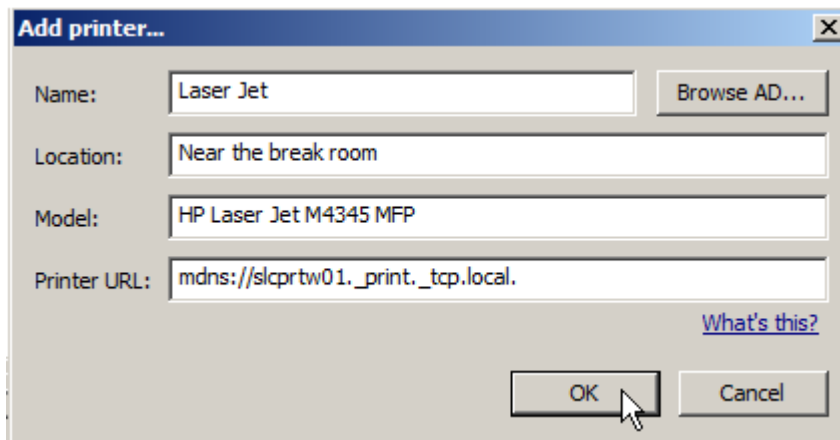 Add printer...
Name: Laser Jet Browse AD...
Location: Near the break room
Model: HP Laser Jet M4345 MFP
Printer URL: mdns://slcprtw01._print._tcp.local.
What's this?
OK Cancel